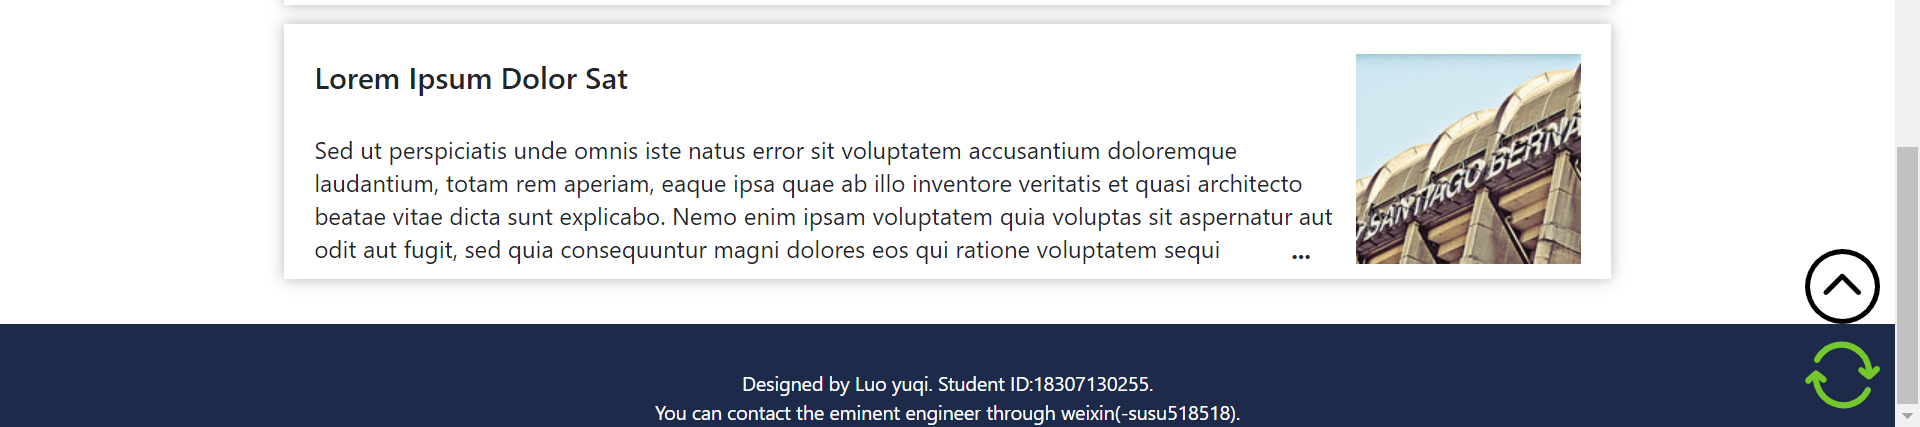 Lorem Ipsum Dolor Sat
Sed ut perspiciatis unde omnis iste natus error sit voluptatem accusantium doloremque
laudantium, totam rem aperiam, eaque ipsa quae ab illo inventore veritatis et quasi architecto
beatae vitae dicta sunt explicabo. Nemo enim ipsam voluptatem quia voluptas sit aspernatur aut
odit aut fugit, sed quia consequuntur magni dolores eos qui ratione voluptatem sequi ...
SANTIAGO BERNA
Designed by Luo yuqi. Student ID:18307130255.
You can contact the eminent engineer through weixin(-susu518518).